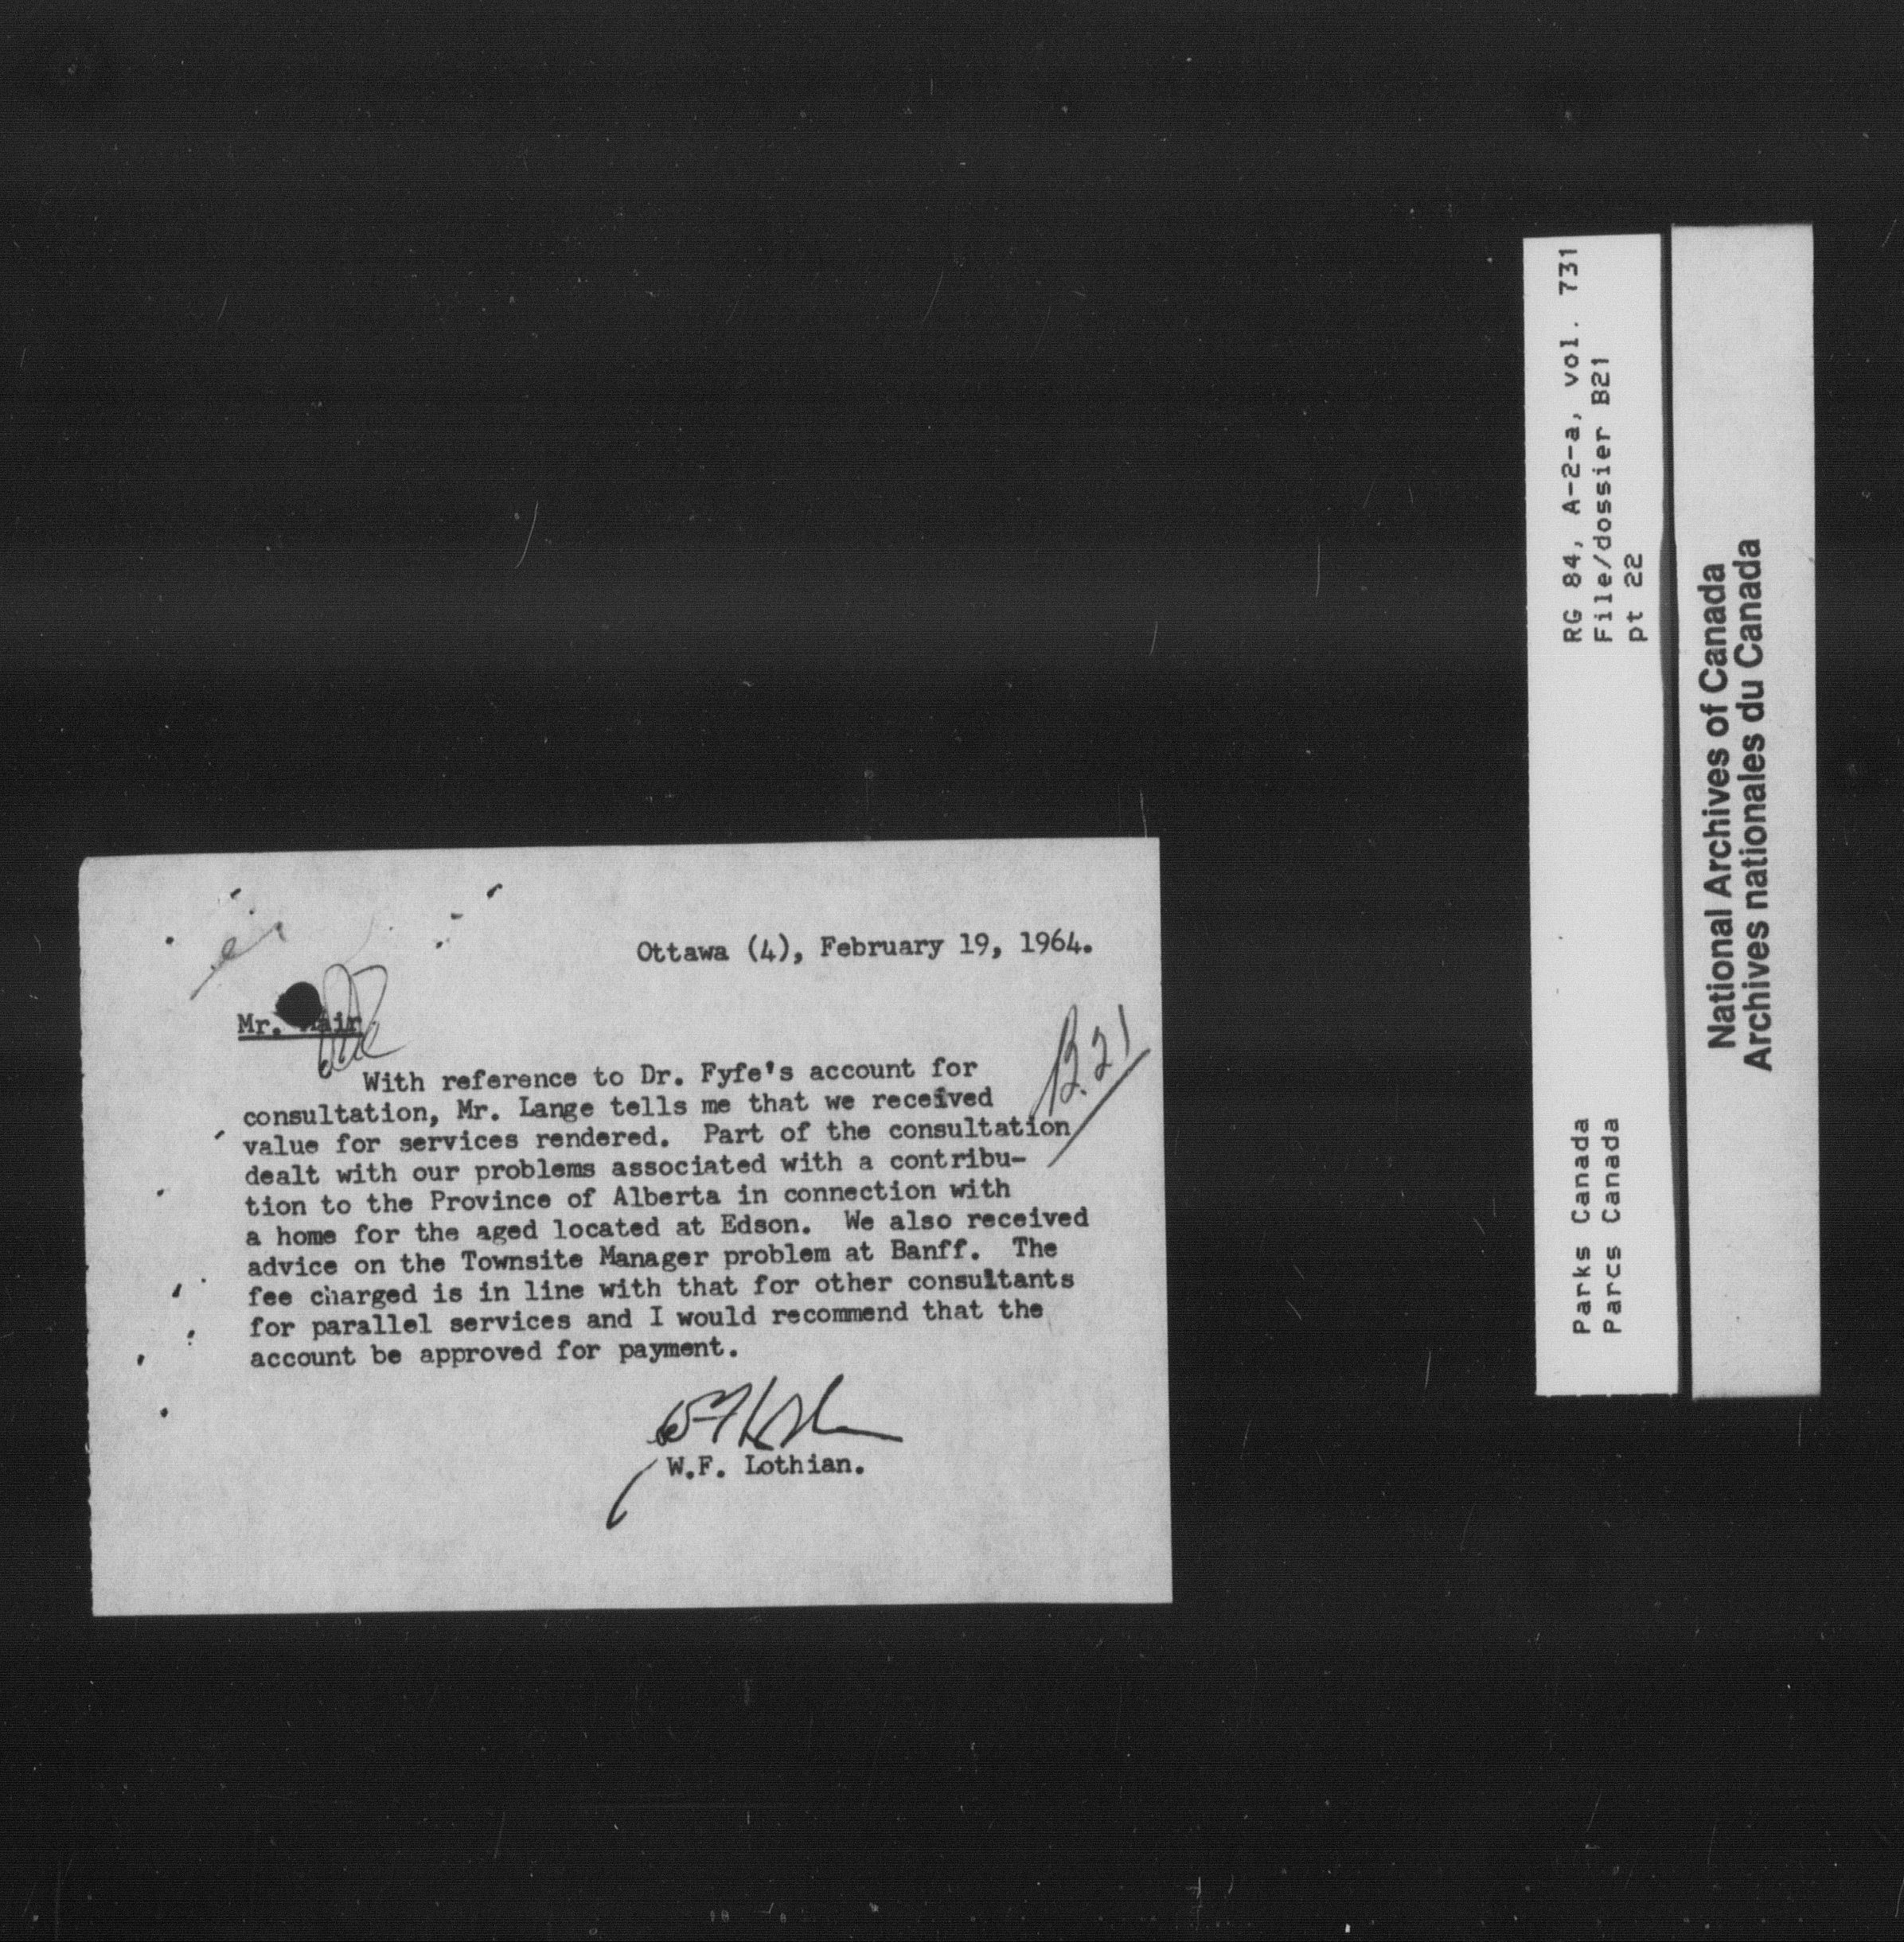 Ottawa (4), February 19, 1964.
Mr.
B.21
With reference to Dr. Fyfe's account for
consultation, Mr. Lange tells me that we received
value for services rendered. Part of the consultation
dealt with our problems associated with a contribu-
tion to the Province of Alberta in connection with
a home for the aged located at Edson. We also received
advice on the Townsite Manager problem at Banff. The
fee charged is in line with that for other consultants
for parallel services and I would recommend that the
account be approved for payment.
W.F. Lothian.
RG 84, A-2-a, vol. 731
File/dossier B21
pt 22
Parks Canada
Parcs Canada
National Archives of Canada
Archives nationales du Canada